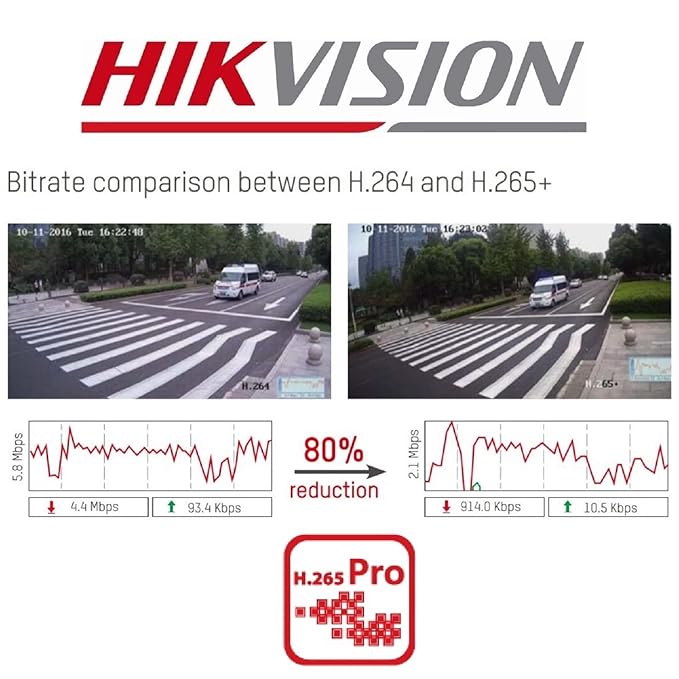 HIKVISION
Bitrate comparison between H.264 and H.265+
10-11-2016 Tue 16:22:48
10-11-2016 Tue 16:23:02
H.264
H.265+
5.8 Mbps
80%
reduction
2.1 Mbps
4.4 Mbps
93.4 Kbps
914.0 Kbps
10.5 Kbps
H.265 Pro